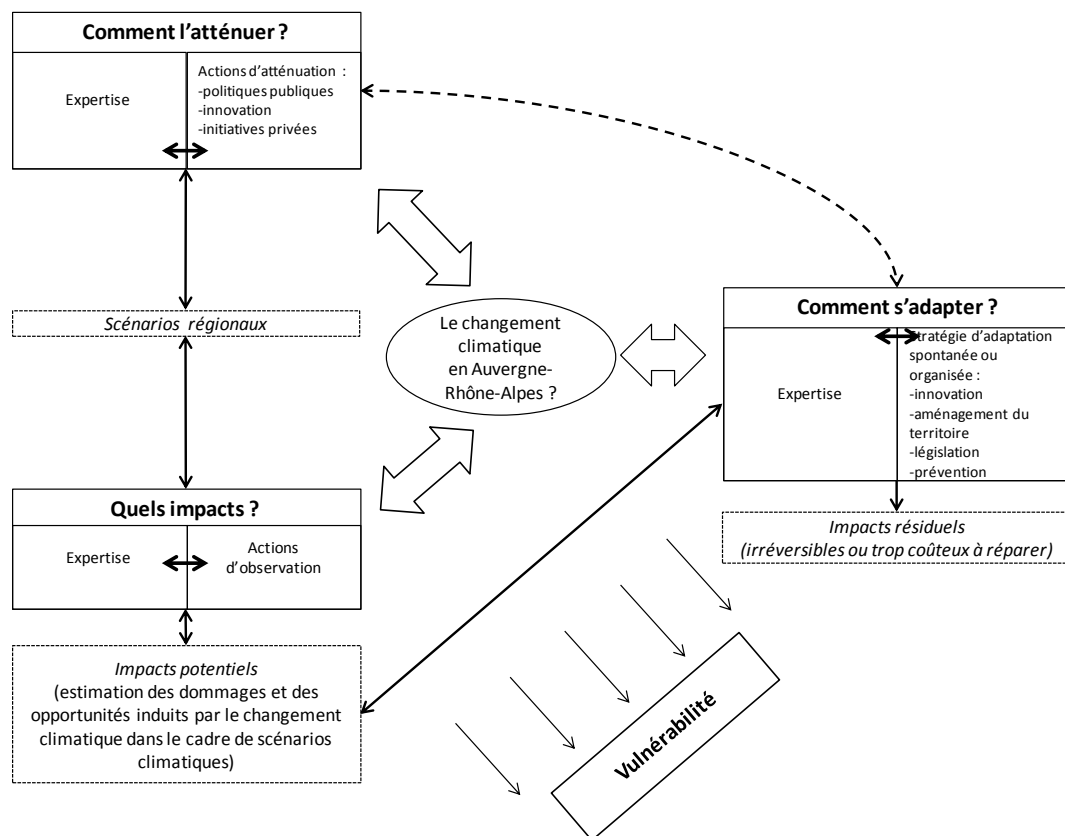 Comment l'atténuer ?
Expertise
Actions d'atténuation :
-politiques publiques
-innovation
-initiatives privées
Scénarios régionaux
Le changement
climatique
en Auvergne-
Rhône-Alpes ?
Comment s'adapter ?
Expertise
Stratégie d'adaptation
spontanée ou
organisée :
-innovation
-aménagement du
territoire
-législation
-prévention
Quels impacts ?
Expertise
Actions
d'observation
Impacts résiduels
(irréversibles ou trop coûteux à réparer)
Impacts potentiels
(estimation des dommages et des
opportunités induits par le changement
climatique dans le cadre de scénarios
climatiques)
Vulnérabilité